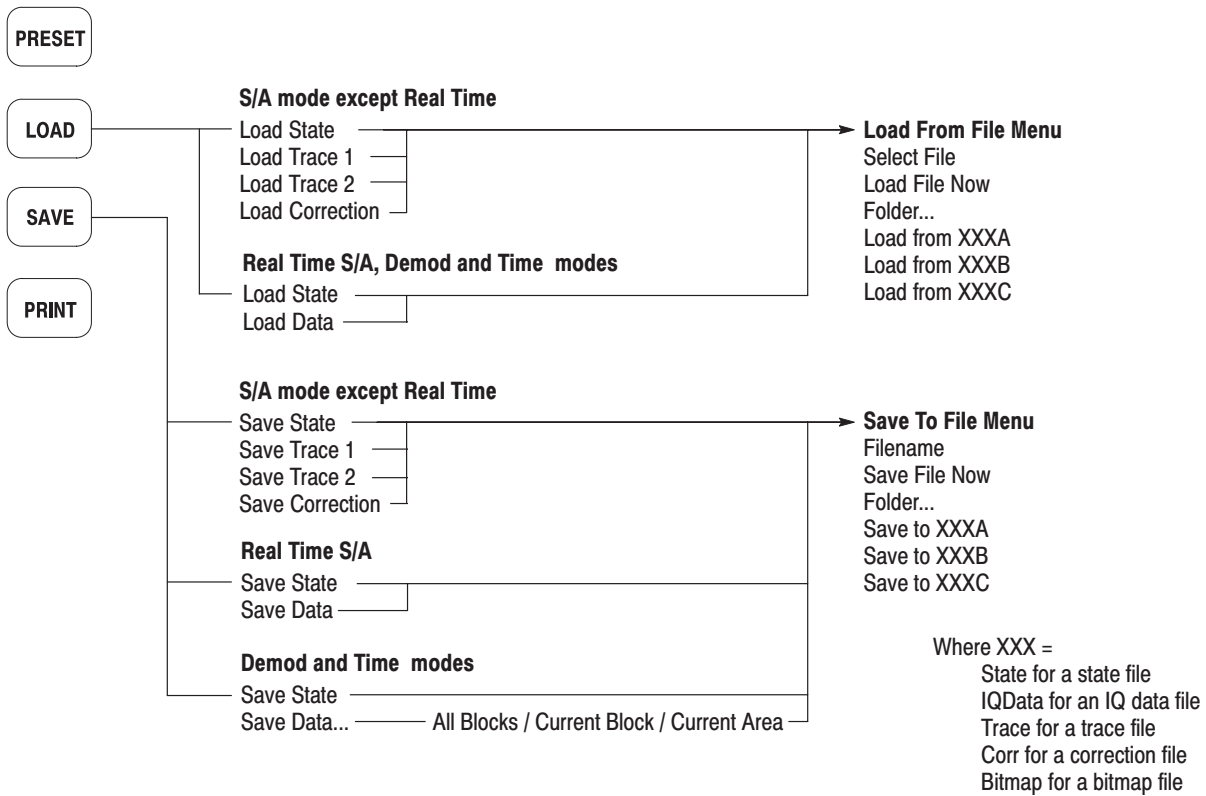 PRESET
LOAD
SAVE
PRINT
S/A mode except Real Time
Load State
Load Trace 1
Load Trace 2
Load Correction
Real Time S/A, Demod and Time modes
Load State
Load Data
Load From File Menu
Select File
Load File Now
Folder...
Load from XXXA
Load from XXXB
Load from XXXC
S/A mode except Real Time
Save State
Save Trace 1
Save Trace 2
Save Correction
Real Time S/A
Save State
Save Data
Demod and Time modes
Save State
Save Data... All Blocks / Current Block / Current Area
Save To File Menu
Filename
Save File Now
Folder...
Save to XXXA
Save to XXXB
Save to XXXC
Where XXX =
State for a state file
IQData for an IQ data file
Trace for a trace file
Corr for a correction file
Bitmap for a bitmap file